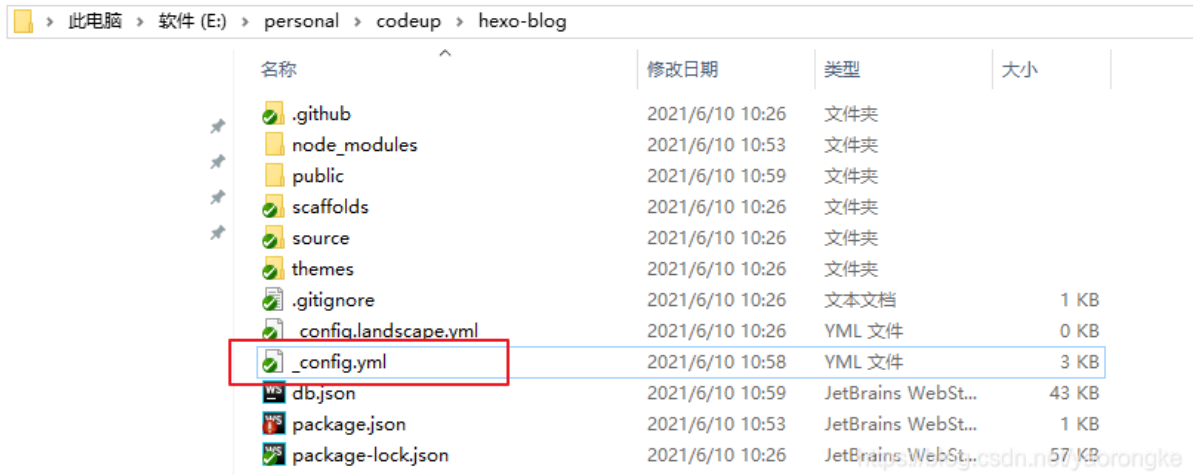 此电脑 > 软件 (E:) > personal > codeup > hexo-blog
名称 修改日期 类型 大小
.github 2021/6/10 10:26 文件夹
node_modules 2021/6/10 10:53 文件夹
public 2021/6/10 10:59 文件夹
scaffolds 2021/6/10 10:26 文件夹
source 2021/6/10 10:26 文件夹
themes 2021/6/10 10:26 文件夹
.gitignore 2021/6/10 10:26 文本文档 1 KB
_config.landscape.yml 2021/6/10 10:26 YML 文件 0 KB
_config.yml 2021/6/10 10:58 YML 文件 3 KB
db.json 2021/6/10 10:59 JetBrains WebSt... 43 KB
package.json 2021/6/10 10:53 JetBrains WebSt... 1 KB
package-lock.json 2021/6/10 10:26 JetBrains WebSt... 57 KB